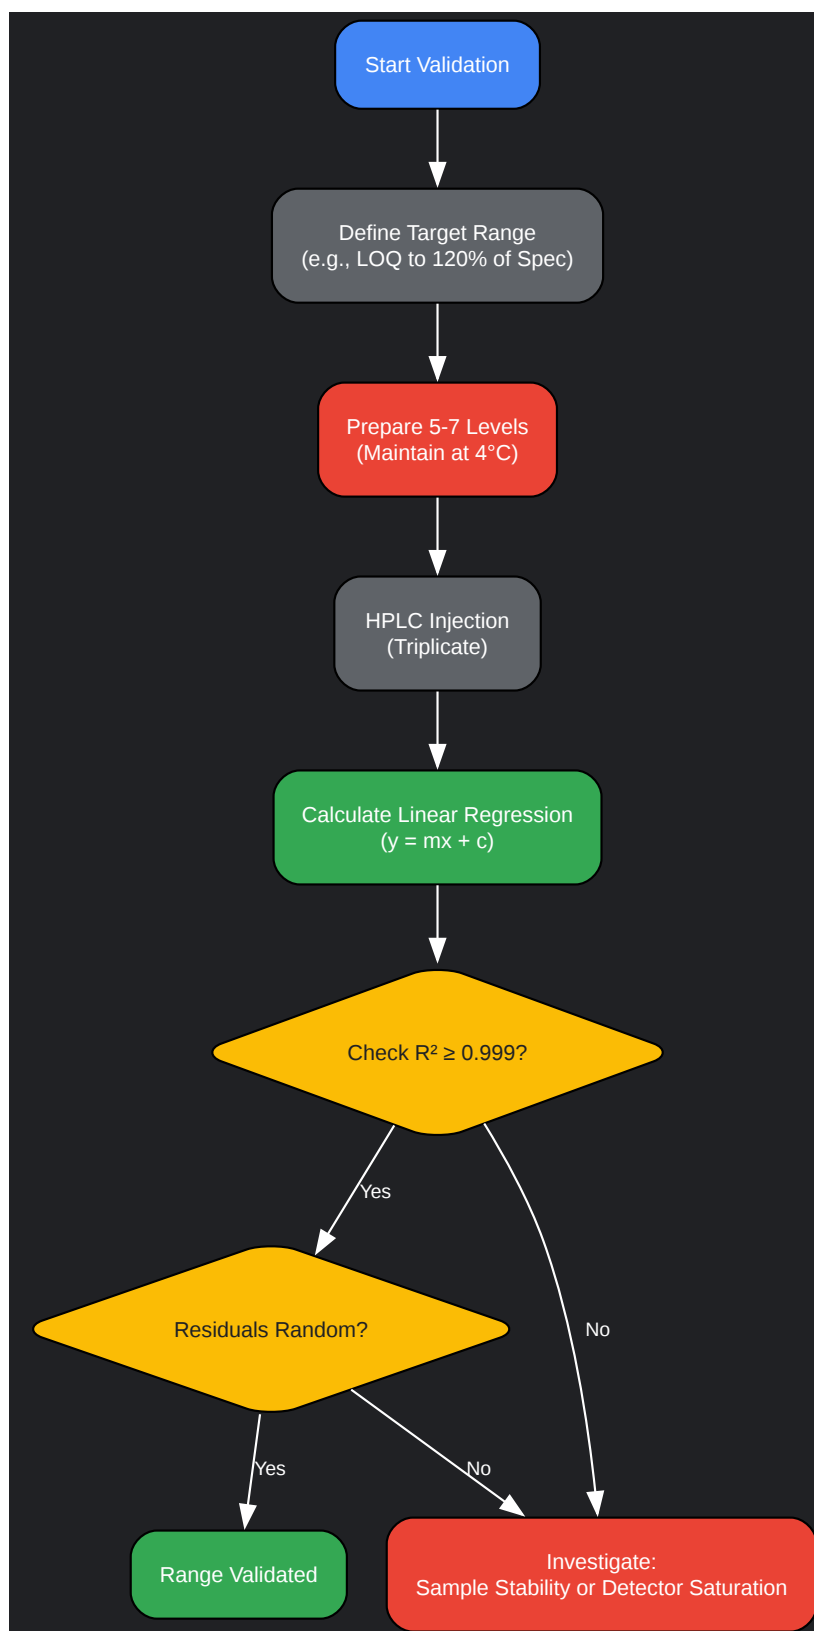 Start Validation
Define Target Range
(e.g., LOQ to 120% of Spec)
Prepare 5-7 Levels
(Maintain at 4°C)
HPLC Injection
(Triplicate)
Calculate Linear Regression
(y = mx + c)
Check R² ≥ 0.999?
Yes
Residuals Random?
No
Yes
No
Range Validated
Investigate:
Sample Stability or Detector Saturation